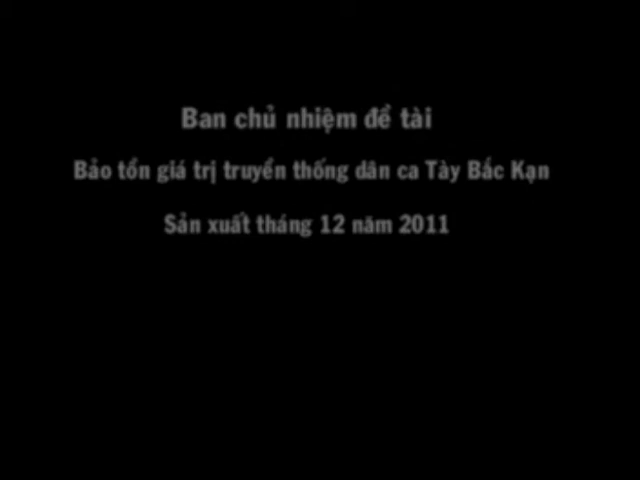 Ban chủ nhiệm đề tài
Bảo tồn giá trị truyền thống dân ca Tày Bắc Kạn
Sản xuất tháng 12 năm 2011